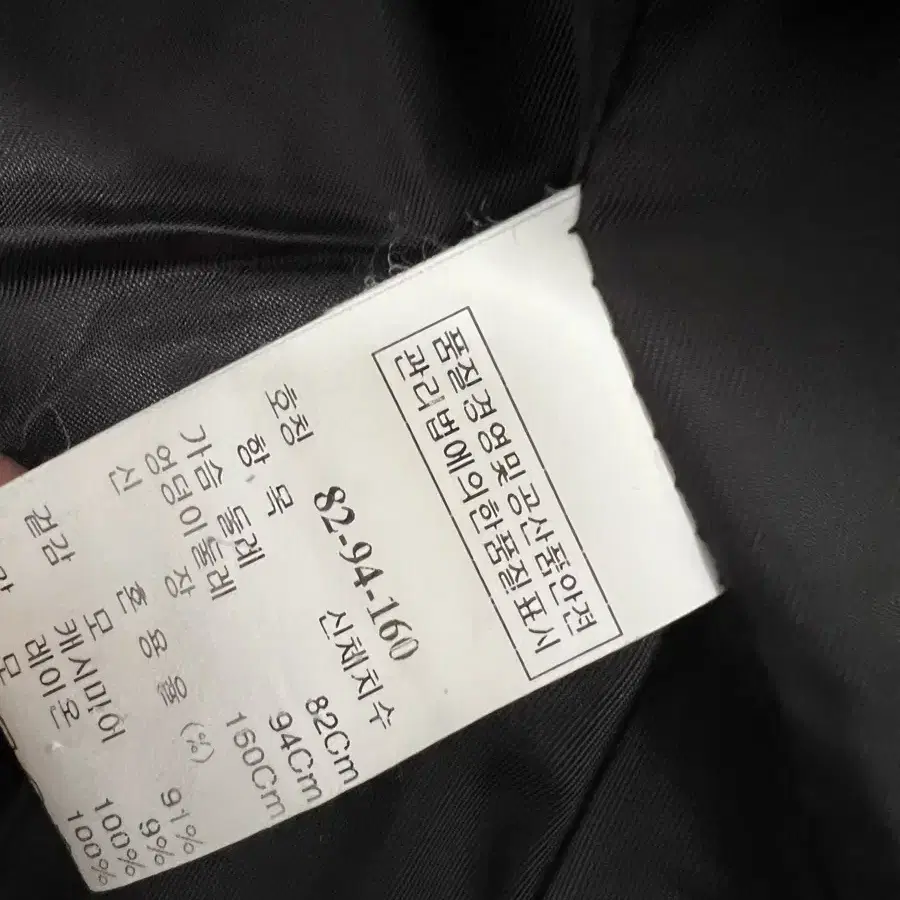 품질경영및공산품안전
관리법에의한품질표시
호칭 82-94-160
항 목 신체치수
가슴 둘레 82Cm
엉덩이둘레 94Cm
신 장 160Cm
혼 용 율 (%)
겉감 모 91%
캐시미어 9%
레이온 100%
모 100%